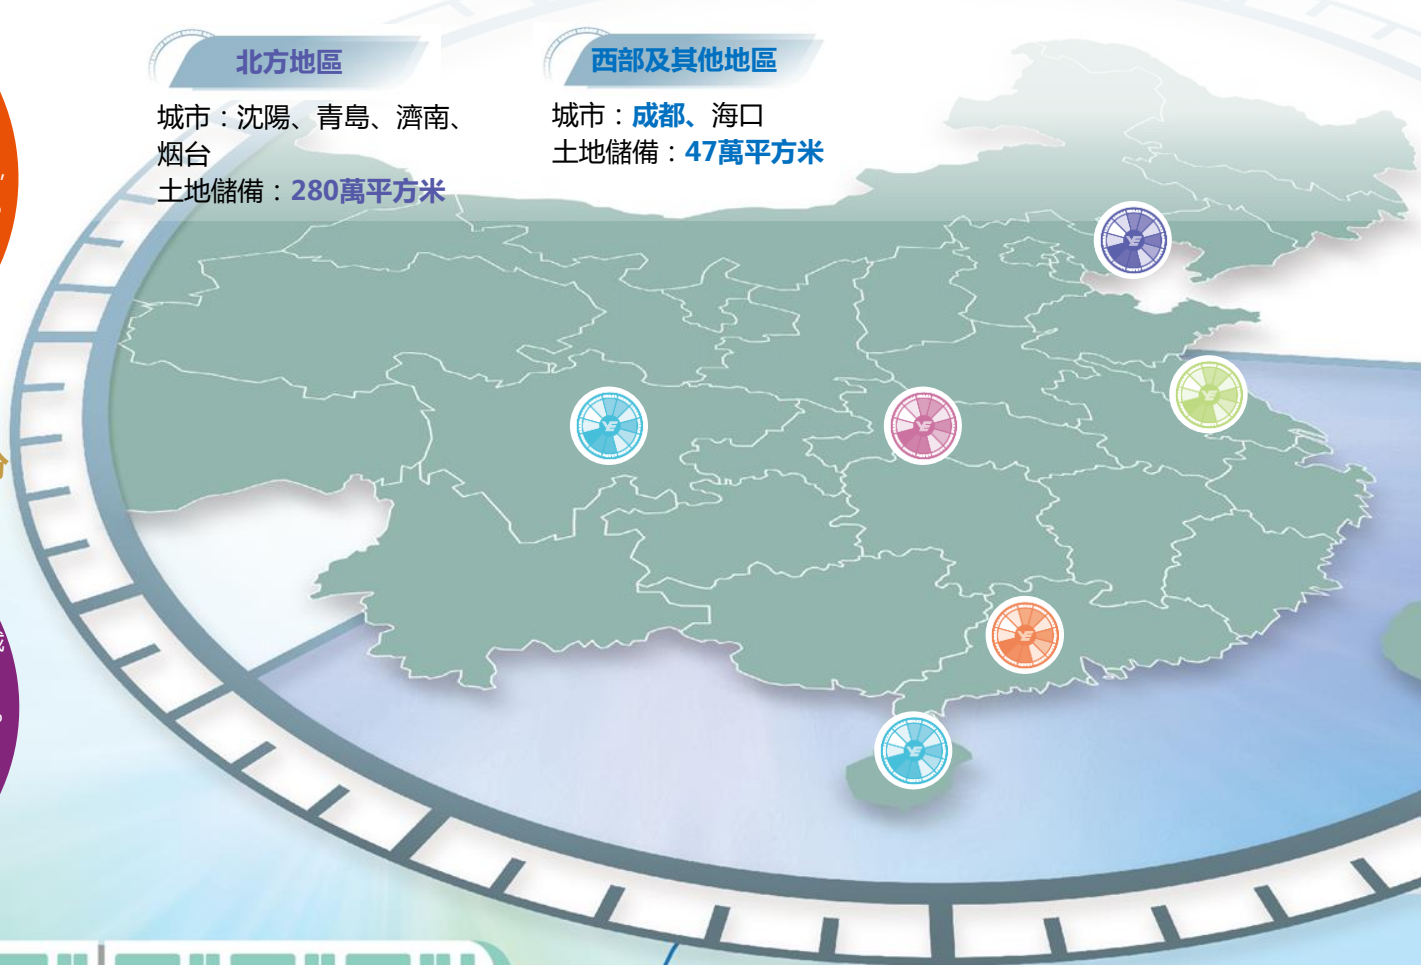 北方地區
城市：沈陽、青島、濟南、
烟台
土地儲備：280萬平方米
西部及其他地區
城市：成都、海口
土地儲備：47萬平方米